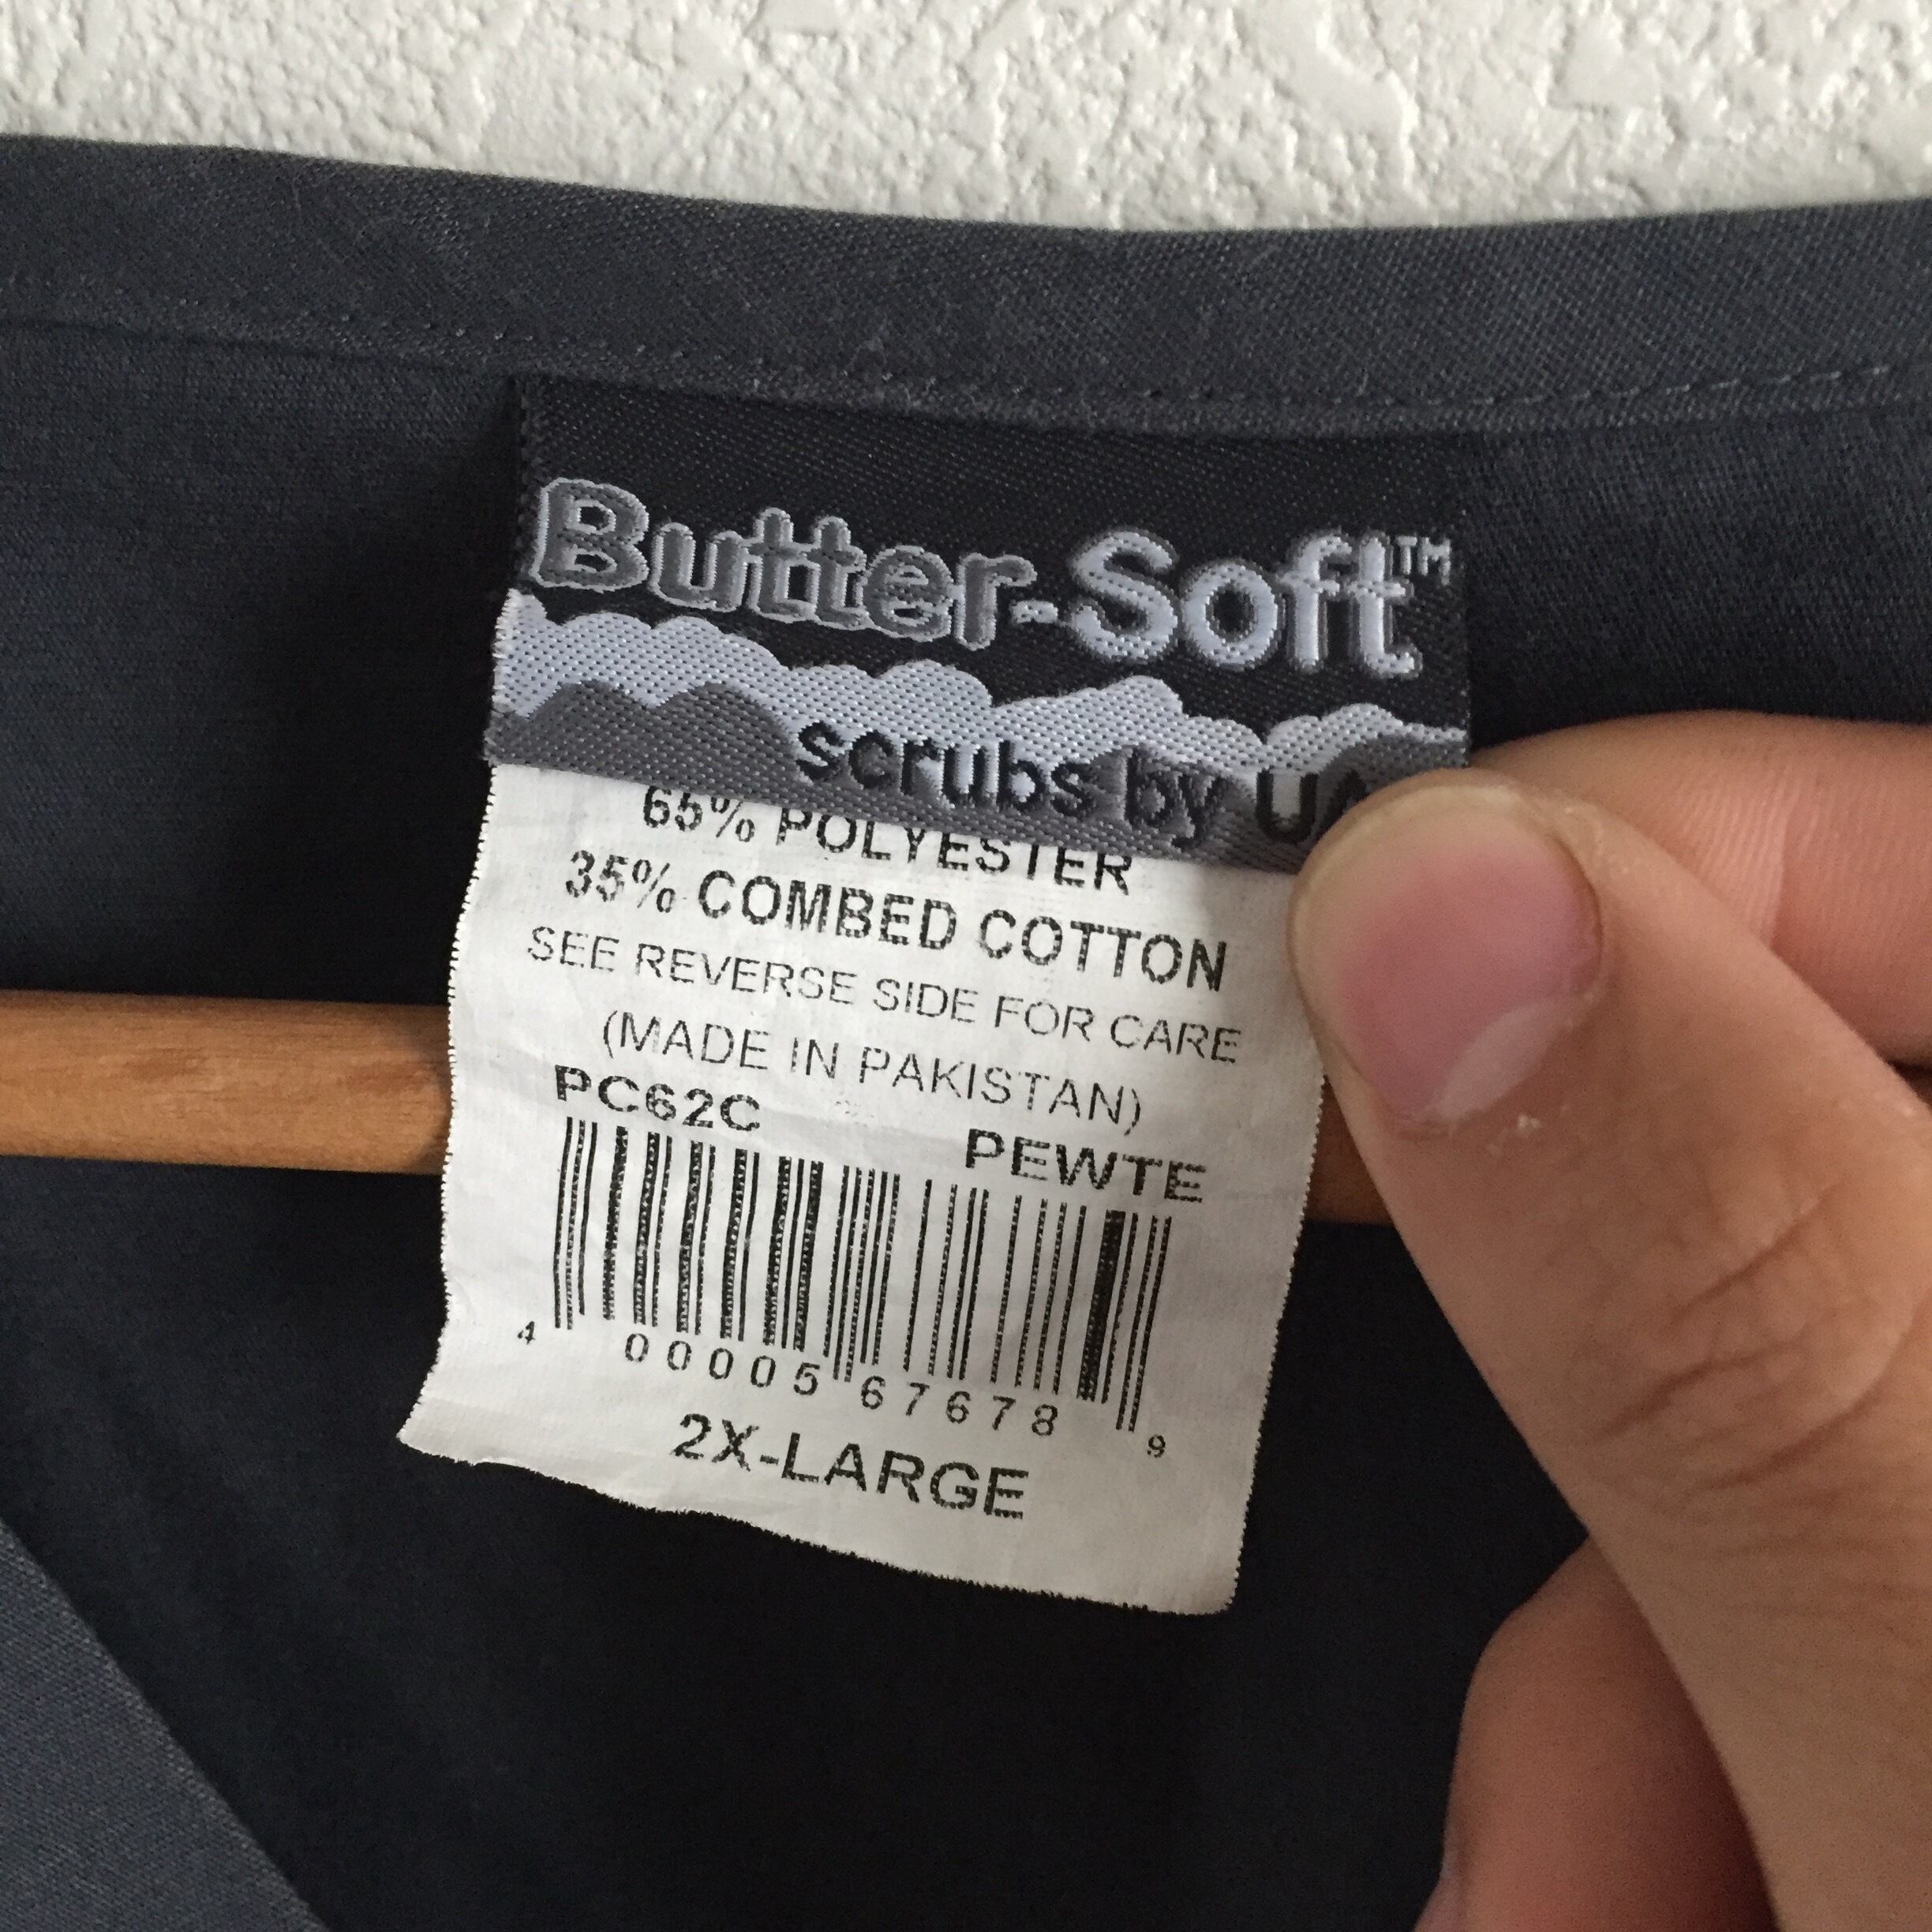 Butter-Soft™
scrubs by UA
65% POLYESTER
35% COMBED COTTON
SEE REVERSE SIDE FOR CARE
(MADE IN PAKISTAN)
PC62C
PEWTE
4 00005 67678 9
2X-LARGE